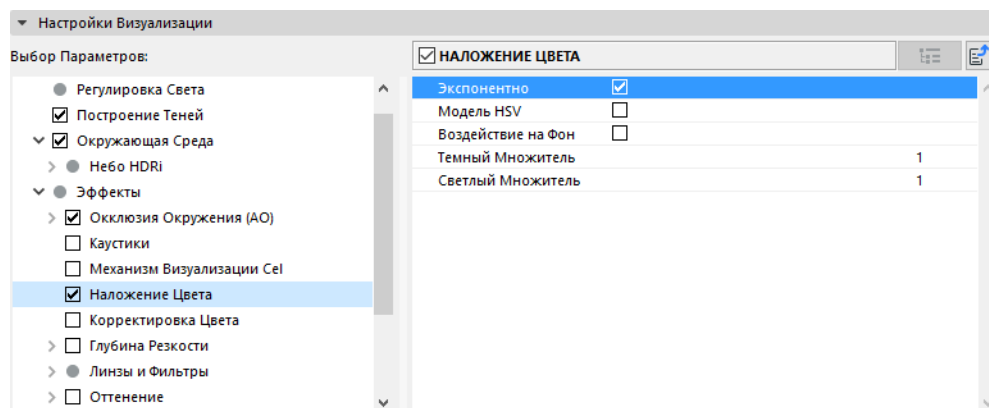 Настройки Визуализации
Выбор Параметров:
НАЛОЖЕНИЕ ЦВЕТА
Регулировка Света
Построение Теней
Окружающая Среда
Небо HDRi
Эффекты
Окклюзия Окружения (АО)
Каустики
Механизм Визуализации Cel
Наложение Цвета
Корректировка Цвета
Глубина Резкости
Линзы и Фильтры
Оттенение
Экспонентно
Модель HSV
Воздействие на Фон
Темный Множитель 1
Светлый Множитель 1